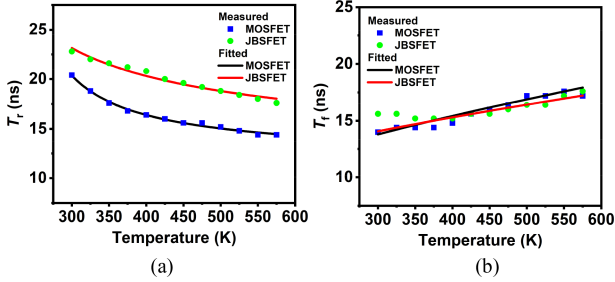 Measured
MOSFET
JBSFET
Fitted
MOSFET
JBSFET
25
20
15
10
300 350 400 450 500 550 600
Tr (ns)
Temperature (K)
(a)
Measured
MOSFET
JBSFET
Fitted
MOSFET
JBSFET
25
20
15
10
300 350 400 450 500 550 600
Tf (ns)
Temperature (K)
(b)